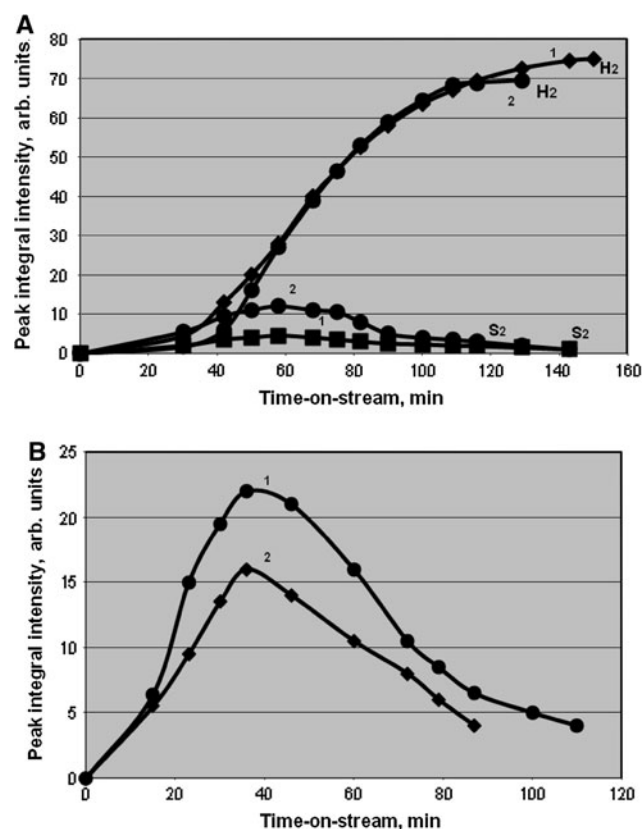 A
Peak integral intensity, arb. units
80
70
60
50
40
30
20
10
0
1
H2
2
H2
2
1
S2
S2
0 20 40 60 80 100 120 140 160
Time-on-stream, min
B
Peak integral intensity, arb. units
25
20
15
10
5
0
1
2
0 20 40 60 80 100 120
Time-on-stream, min